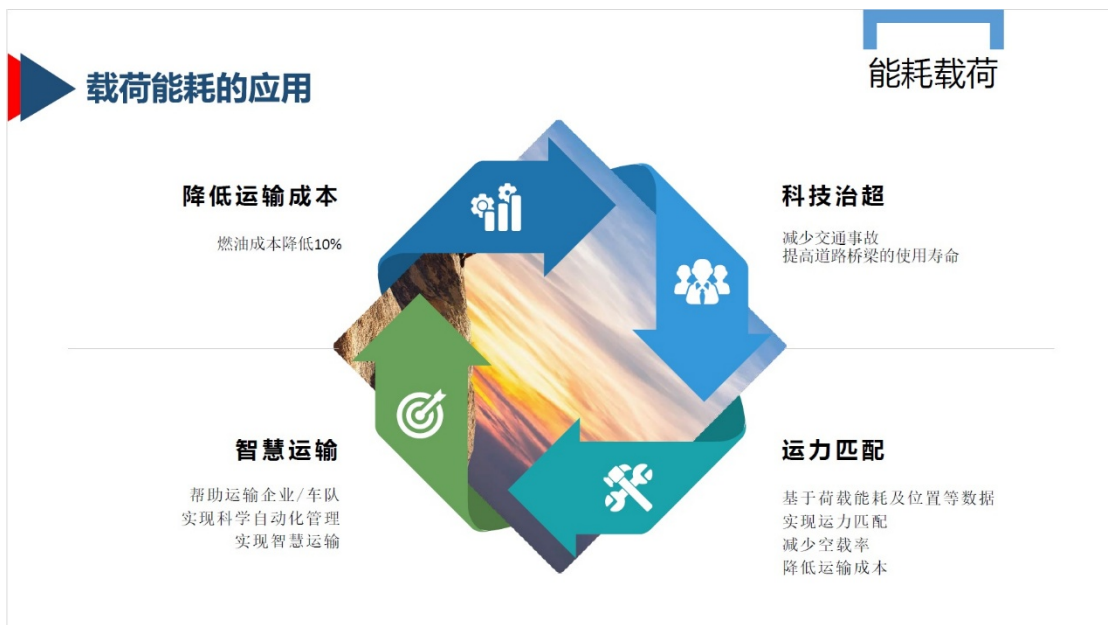 能耗载荷
载荷能耗的应用
降低运输成本
燃油成本降低10%
科技治超
减少交通事故
提高道路桥梁的使用寿命
智慧运输
帮助运输企业/车队
实现科学自动化管理
实现智慧运输
运力匹配
基于荷载能耗及位置等数据
实现运力匹配
减少空载率
降低运输成本